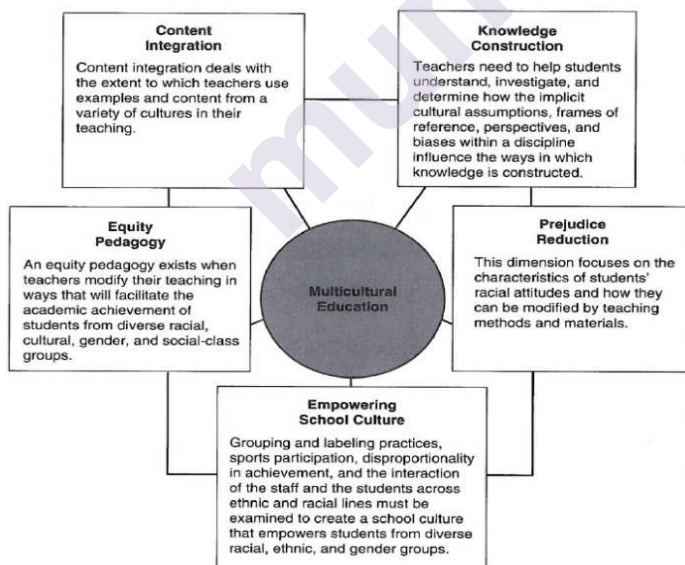 Content
Integration
Content integration deals with
the extent to which teachers use
examples and content from a
variety of cultures in their
teaching.
Knowledge
Construction
Teachers need to help students
understand, investigate, and
determine how the implicit
cultural assumptions, frames of
reference, perspectives, and
biases within a discipline
influence the ways in which
knowledge is constructed.
Equity
Pedagogy
An equity pedagogy exists when
teachers modify their teaching in
ways that will facilitate the
academic achievement of
students from diverse racial,
cultural, gender, and social-class
groups.
Multicultural
Education
Prejudice
Reduction
This dimension focuses on the
characteristics of students'
racial attitudes and how they
can be modified by teaching
methods and materials.
Empowering
School Culture
Grouping and labeling practices,
sports participation, disproportionality
in achievement, and the interaction
of the staff and the students across
ethnic and racial lines must be
examined to create a school culture
that empowers students from diverse
racial, ethnic, and gender groups.